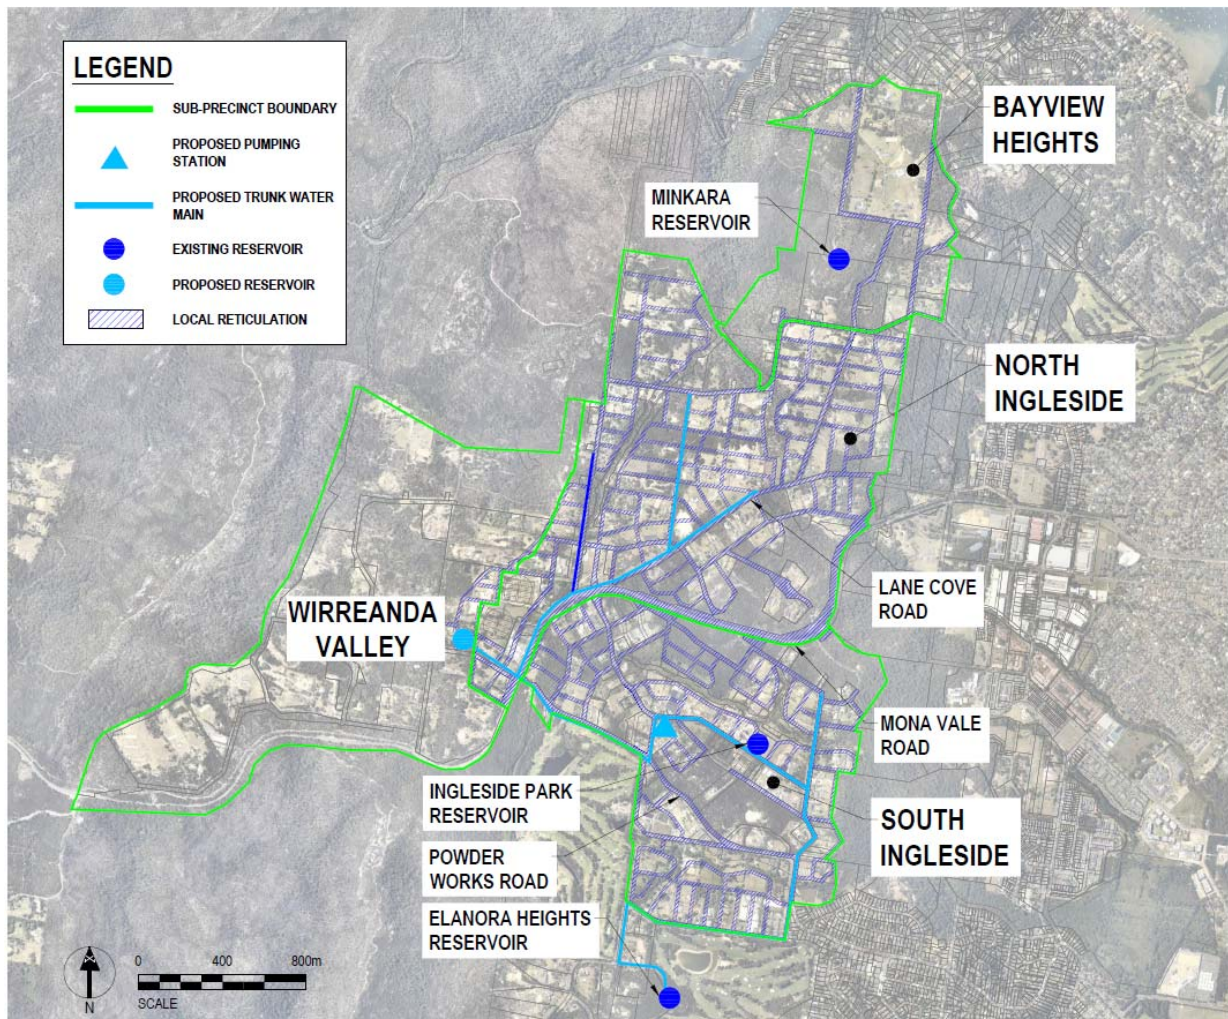 LEGEND
SUB-PRECINCT BOUNDARY
PROPOSED PUMPING
STATION
PROPOSED TRUNK WATER
MAIN
EXISTING RESERVOIR
PROPOSED RESERVOIR
LOCAL RETICULATION
BAYVIEW
HEIGHTS
MINKARA
RESERVOIR
NORTH
INGLESIDE
LANE COVE
ROAD
WIRREANDA
VALLEY
MONA VALE
ROAD
INGLESIDE PARK
RESERVOIR
SOUTH
INGLESIDE
POWDER
WORKS ROAD
ELANORA HEIGHTS
RESERVOIR
0 400 800m
SCALE
N